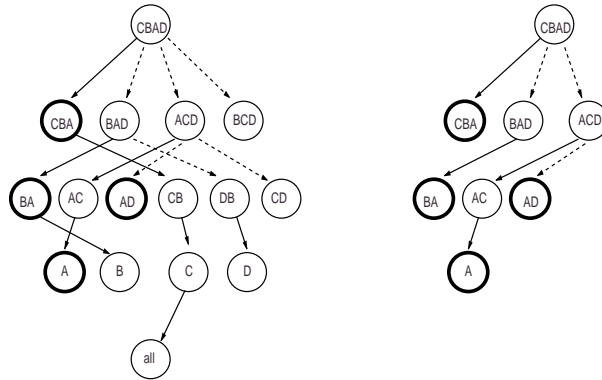 CBAD
CBA BAD ACD BCD
BA AC AD CB DB CD
A B C D
all
CBAD
CBA BAD ACD
BA AC AD
A